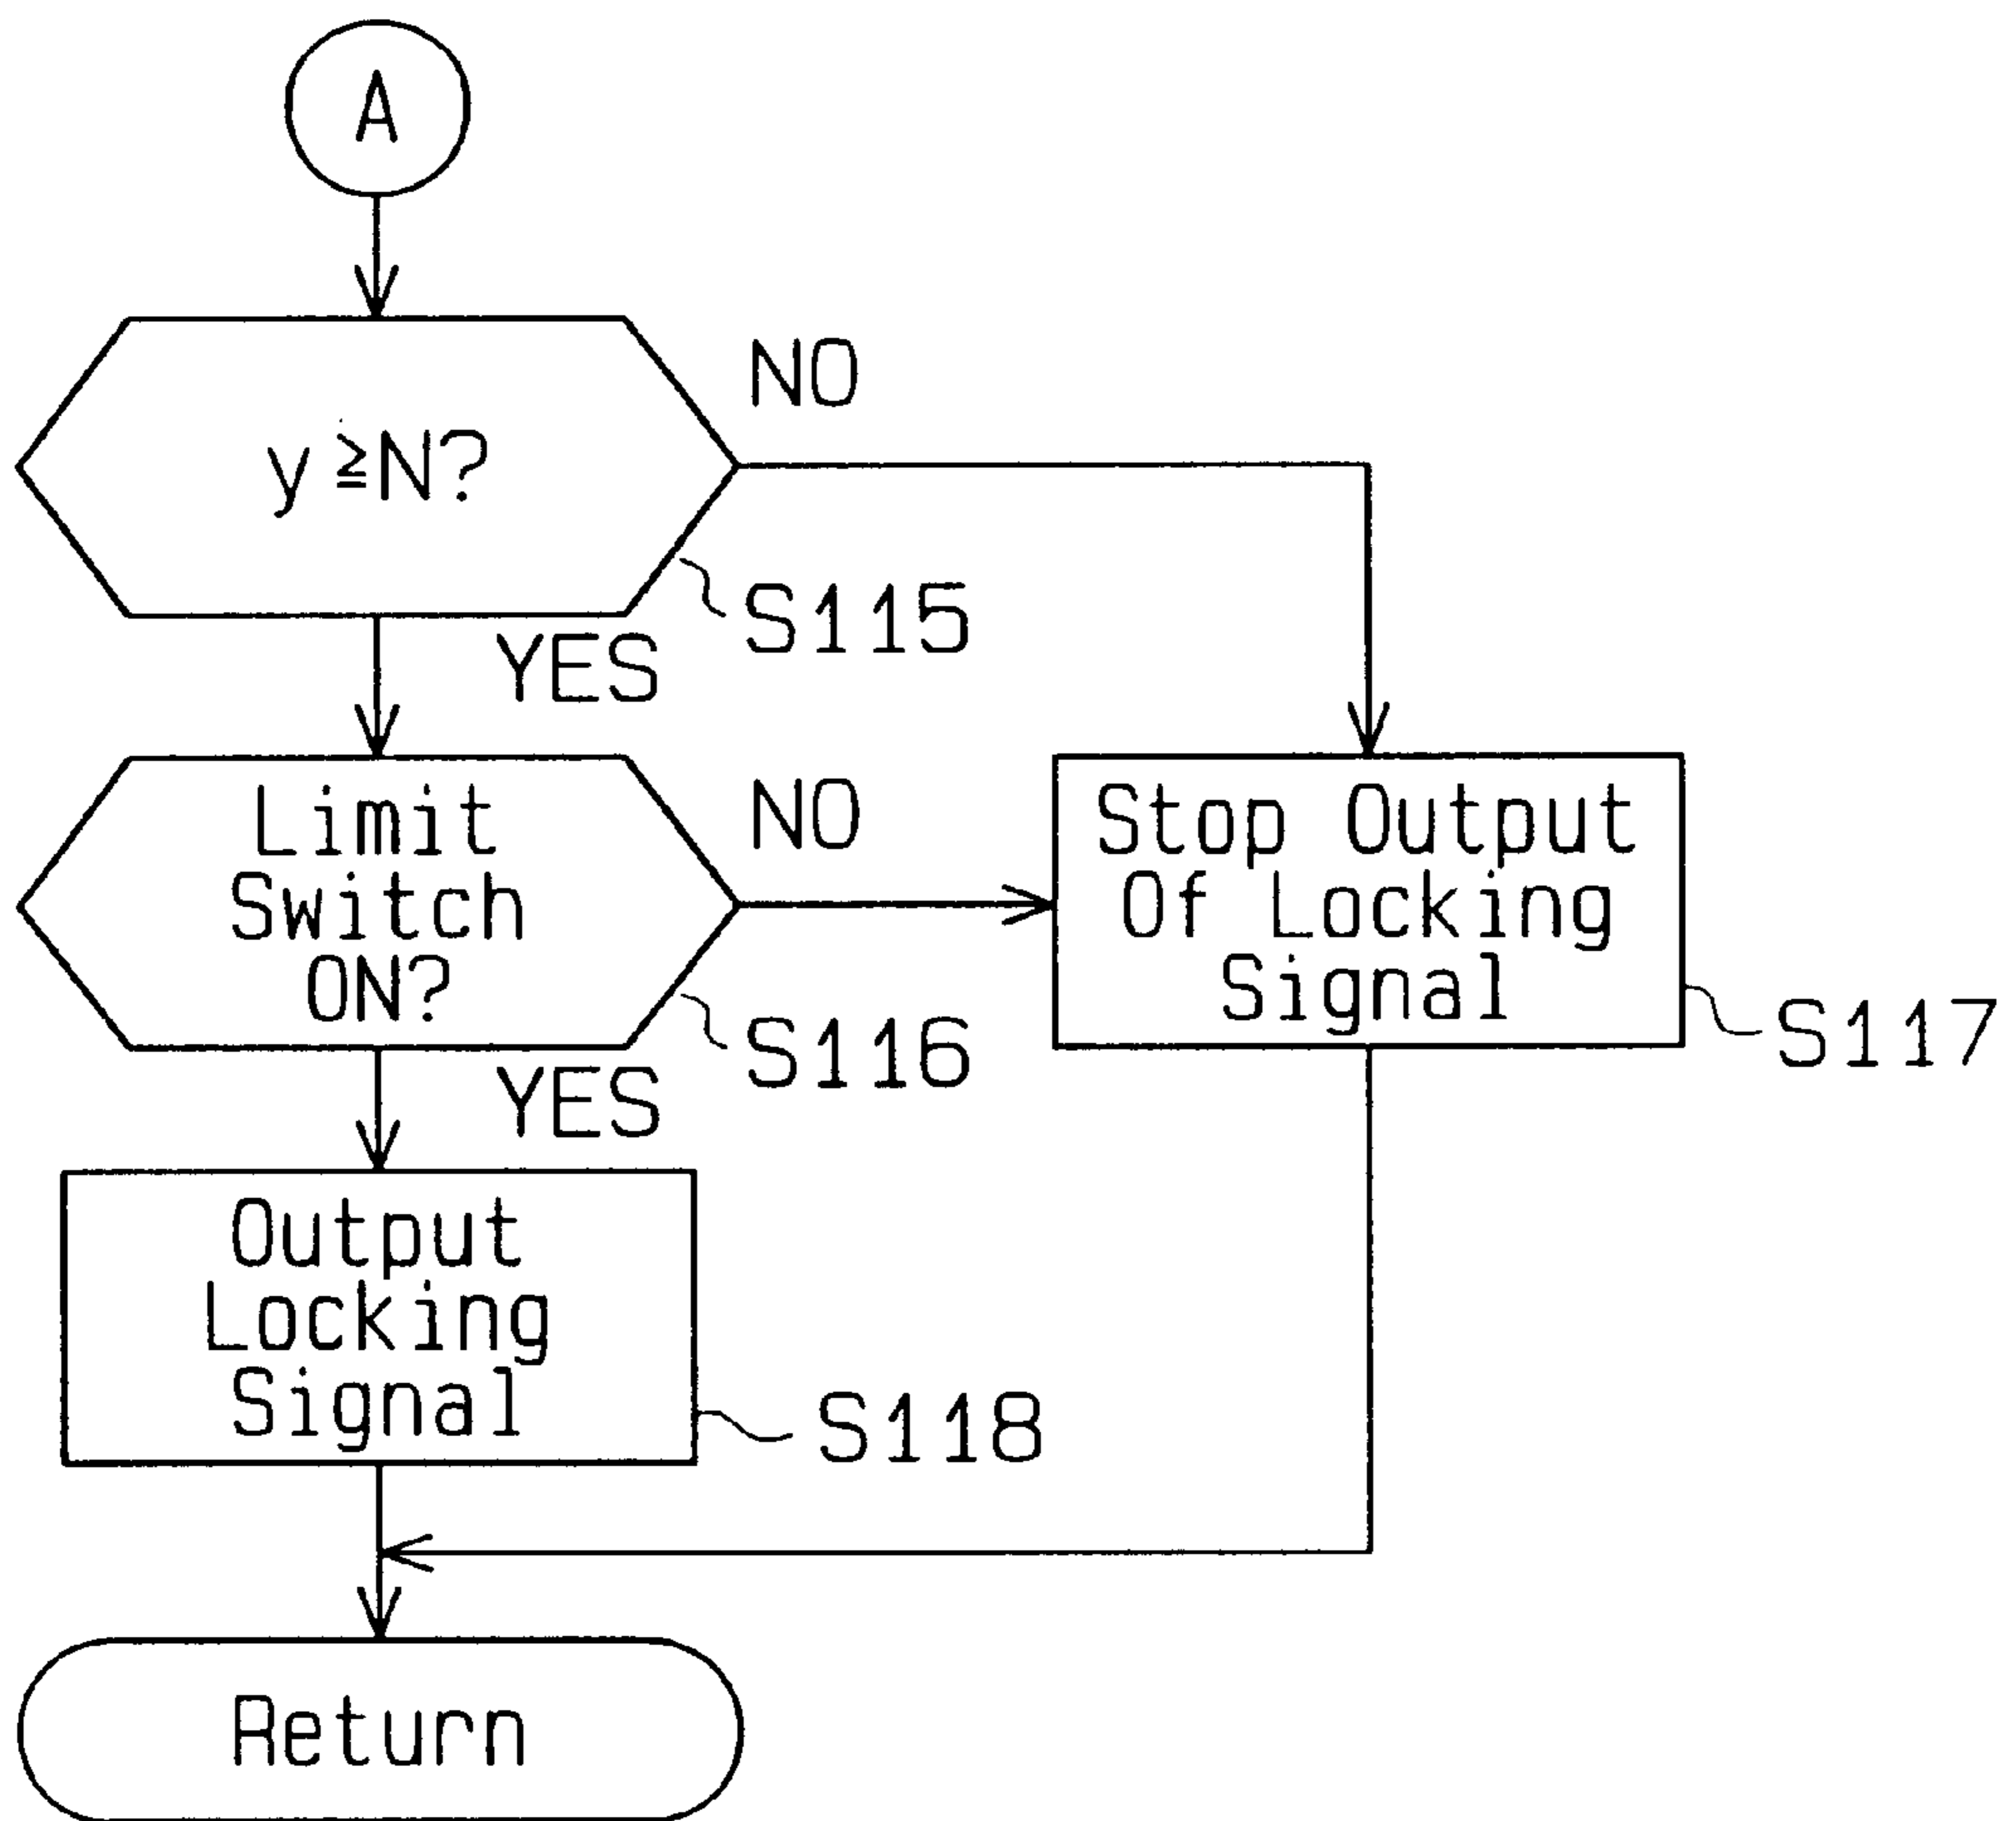 A
NO
y ≧N?
S115
YES
Limit
Switch
ON?
NO
S116
Stop Output
Of Locking
Signal
S117
YES
Output
Locking
Signal
S118
Return